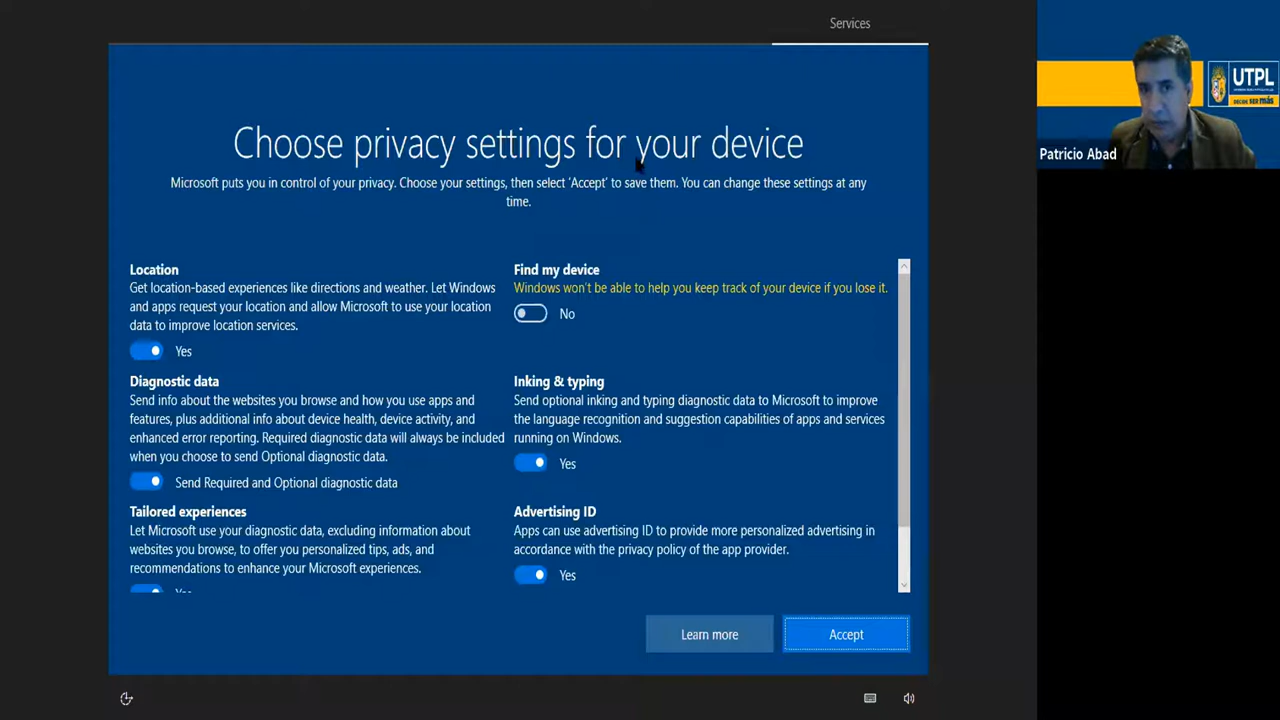 Services
Choose privacy settings for your device
Microsoft puts you in control of your privacy. Choose your settings, then select 'Accept' to save them. You can change these settings at any
time.
Location
Get location-based experiences like directions and weather. Let Windows
and apps request your location and allow Microsoft to use your location
data to improve location services.
Yes
Find my device
Windows won't be able to help you keep track of your device if you lose it.
No
Diagnostic data
Send info about the websites you browse and how you use apps and
features, plus additional info about device health, device activity, and
enhanced error reporting. Required diagnostic data will always be included
when you choose to send Optional diagnostic data.
Send Required and Optional diagnostic data
Inking & typing
Send optional inking and typing diagnostic data to Microsoft to improve
the language recognition and suggestion capabilities of apps and services
running on Windows.
Yes
Tailored experiences
Let Microsoft use your diagnostic data, excluding information about
websites you browse, to offer you personalized tips, ads, and
recommendations to enhance your Microsoft experiences.
Yes
Advertising ID
Apps can use advertising ID to provide more personalized advertising in
accordance with the privacy policy of the app provider.
Yes
Learn more
Accept
UTPL
DECIDE SER más
Patricio Abad